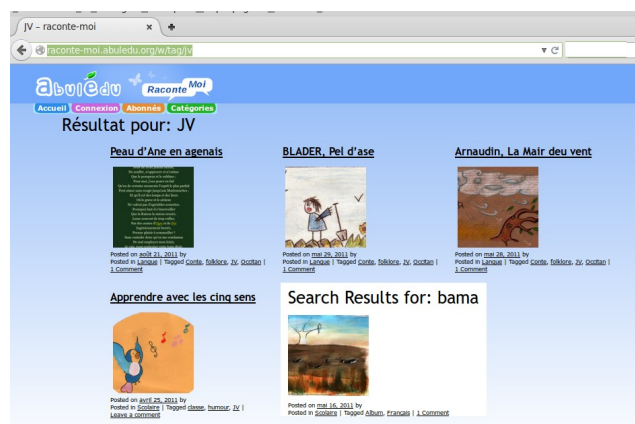 JV – raconte-moi
raconte-moi.abuledu.org/w/tag/jv
abulÉdu
Raconte Moi
Accueil Connexion Abonnés Catégories
Résultat pour: JV
Peau d'Ane en agenais
BLADER, Pel d'ase
Arnaudin, La Mair deu vent
Posted on août 21, 2011 by
Posted in Langue | Tagged Conte, folklore, JV, Occitan |
1 Comment
Posted on mai 29, 2011 by
Posted in Langue | Tagged Conte, folklore, JV, Occitan |
1 Comment
Posted on mai 28, 2011 by
Posted in Langue | Tagged Conte, folklore, JV, Occitan |
1 Comment
Apprendre avec les cinq sens
Search Results for: bama
Posted on avril 25, 2011 by
Posted in Scolaire | Tagged classe, humour, JV |
Leave a comment
Posted on mai 16, 2011 by
Posted in Scolaire | Tagged Album, Français | 1 Comment